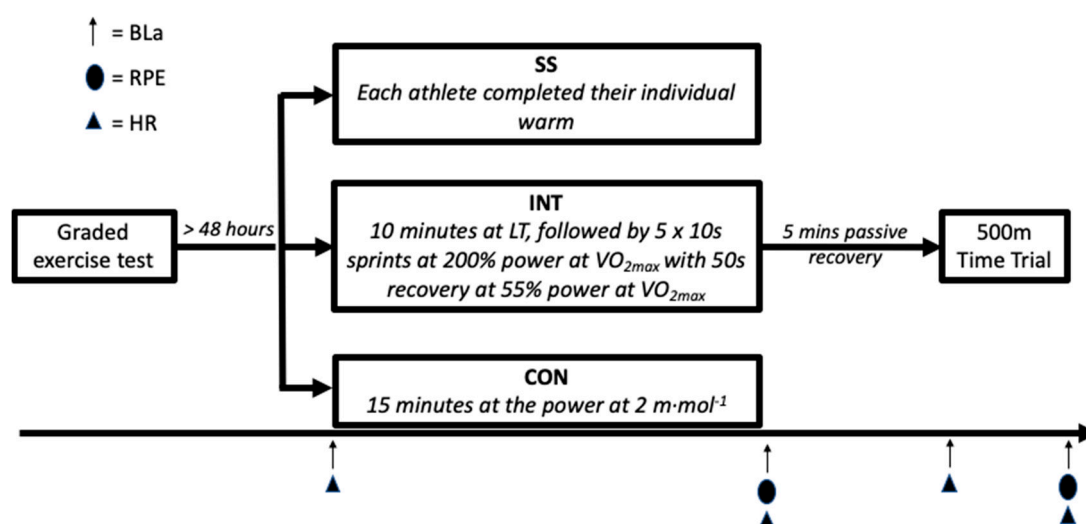 = BLa
= RPE
= HR
SS
Each athlete completed their individual
warm
Graded
exercise test
> 48 hours
INT
10 minutes at LT, followed by 5 x 10s
sprints at 200% power at VO2max with 50s
recovery at 55% power at VO2max
5 mins passive
recovery
500m
Time Trial
CON
15 minutes at the power at 2 m·mol-1